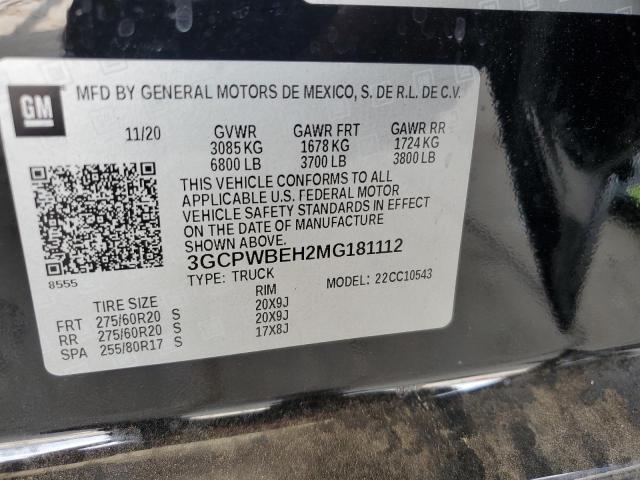 GM MFD BY GENERAL MOTORS DE MEXICO, S. DE R.L. DE C.V.
11/20 GVWR GAWR FRT GAWR RR
3085 KG 1678 KG 1724 KG
6800 LB 3700 LB 3800 LB
THIS VEHICLE CONFORMS TO ALL
APPLICABLE U.S. FEDERAL MOTOR
VEHICLE SAFETY STANDARDS IN EFFECT
ON THE DATE OF MANUFACTURE
SHOWN ABOVE.
3GCPWBEH2MG181112
8555 TYPE: TRUCK MODEL: 22CC10543
TIRE SIZE RIM
FRT 275/60R20 S 20X9J
RR 275/60R20 S 20X9J
SPA 255/80R17 S 17X8J